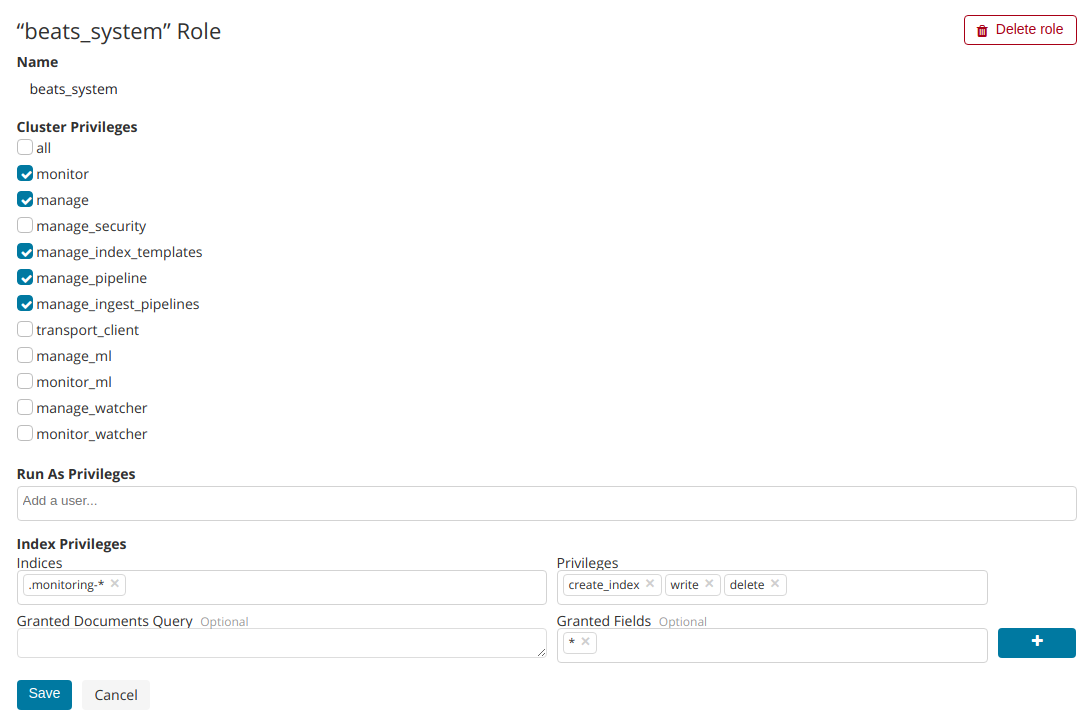 “beats_system” Role
Delete role
Name
beats_system
Cluster Privileges
all
monitor
manage
manage_security
manage_index_templates
manage_pipeline
manage_ingest_pipelines
transport_client
manage_ml
monitor_ml
manage_watcher
monitor_watcher
Run As Privileges
Add a user...
Index Privileges
Indices
Privileges
.monitoring-* ×
create_index × write × delete ×
Granted Documents Query Optional
Granted Fields Optional
* ×
+
Save
Cancel